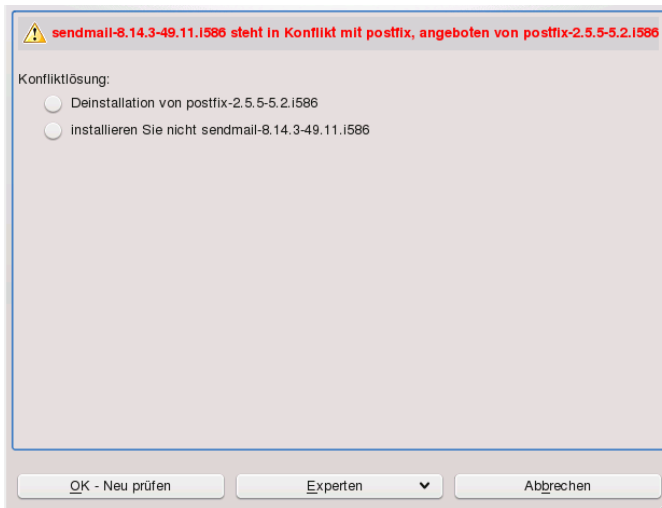 sendmail-8.14.3-49.11.i586 steht in Konflikt mit postfix, angeboten von postfix-2.5.5-5.2.i586
Konfliktlösung:
Deinstallation von postfix-2.5.5-5.2.i586
installieren Sie nicht sendmail-8.14.3-49.11.i586
OK - Neu prüfen
Experten
Abbrechen